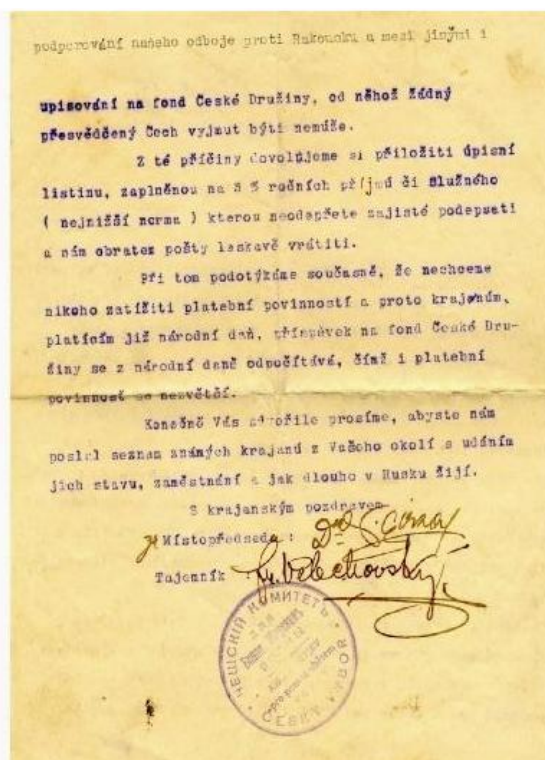 podporování našeho odboje proti Rakousku a mezi jinými i
upisování na fond České Družiny, od něhož žádný
přesvědčený Čech vyjmut býti nemůže.
Z té příčiny dovolujeme si přiložiti úpisní
listinu, zaplněnou na 3 % ročních příjmů či služného
( nejnižší norma ) kterou neodepřete zajisté podepsati
a nám obratem pošty laskavě vrátiti.
Při tom podotýkáme současně, že nechceme
nikoho zatížiti platební povinností a proto krajanům,
platícím již národní daň, příspěvek na fond České Dru-
žiny se z národní daně odpočítává, čímž i platební
povinnost se nezvětší.
Konečně Vás zdvořile prosíme, abyste nám
poslal seznam známých krajanů z Vašeho okolí s udáním
jich stavu, zaměstnání a jak dlouho v Rusku žijí.
S krajanským pozdravem
Místopředseda :
Tajemník
ЧЕШСКІЙ КОМИТЕТЪ